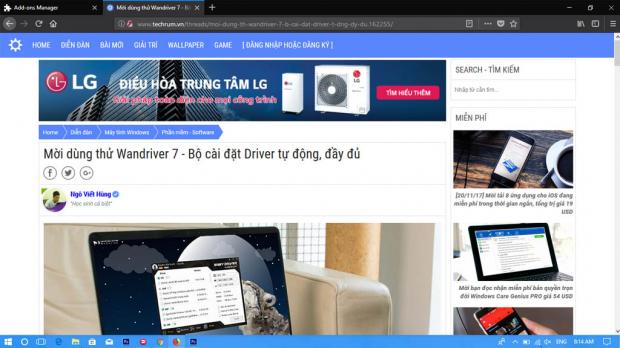 Add-ons Manager
Mời dùng thử Wandriver 7 - Bộ c
www.techrum.vn/threads/moi-dung-th-wandriver-7-b-cai-dat-driver-t-dng-dy-du.162255/
Search
HOME DIỄN ĐÀN BÀI MỚI GIẢI TRÍ WALLPAPER GAME [ ĐĂNG NHẬP HOẶC ĐĂNG KÝ ]
LG ĐIỀU HÒA TRUNG TÂM LG
Giải pháp toàn diện cho mọi công trình
TÌM HIỂU THÊM
SEARCH - TÌM KIẾM
Nhập từ cần tìm...
Home Diễn đàn Máy tính Windows Phần mềm - Software
Mời dùng thử Wandriver 7 - Bộ cài đặt Driver tự động, đầy đủ
Ngô Viết Hùng
"Học sinh cá biệt"
MIỄN PHÍ
[20/11/17] Mời tải 8 ứng dụng cho iOS đang
miễn phí trong thời gian ngắn, tổng trị giá 19
USD
Mời bạn đọc nhận miễn phí bản quyền trọn
đời Windows Care Genius PRO giá 54 USD
ENG 8:14 AM